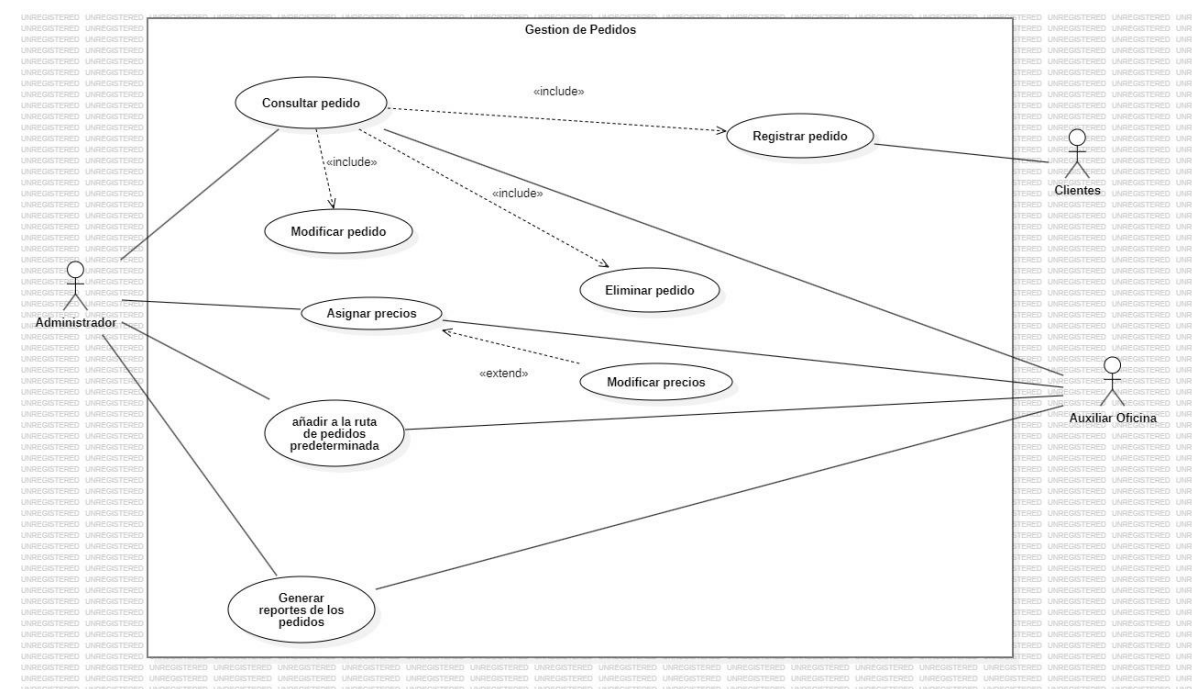 Gestion de Pedidos
Consultar pedido
«include»
Registrar pedido
Clientes
«include»
«include»
Modificar pedido
Eliminar pedido
Administrador
Asignar precios
«extend»
Modificar precios
Auxiliar Oficina
añadir a la ruta
de pedidos
predeterminada
Generar
reportes de los
pedidos
UNREGISTERED